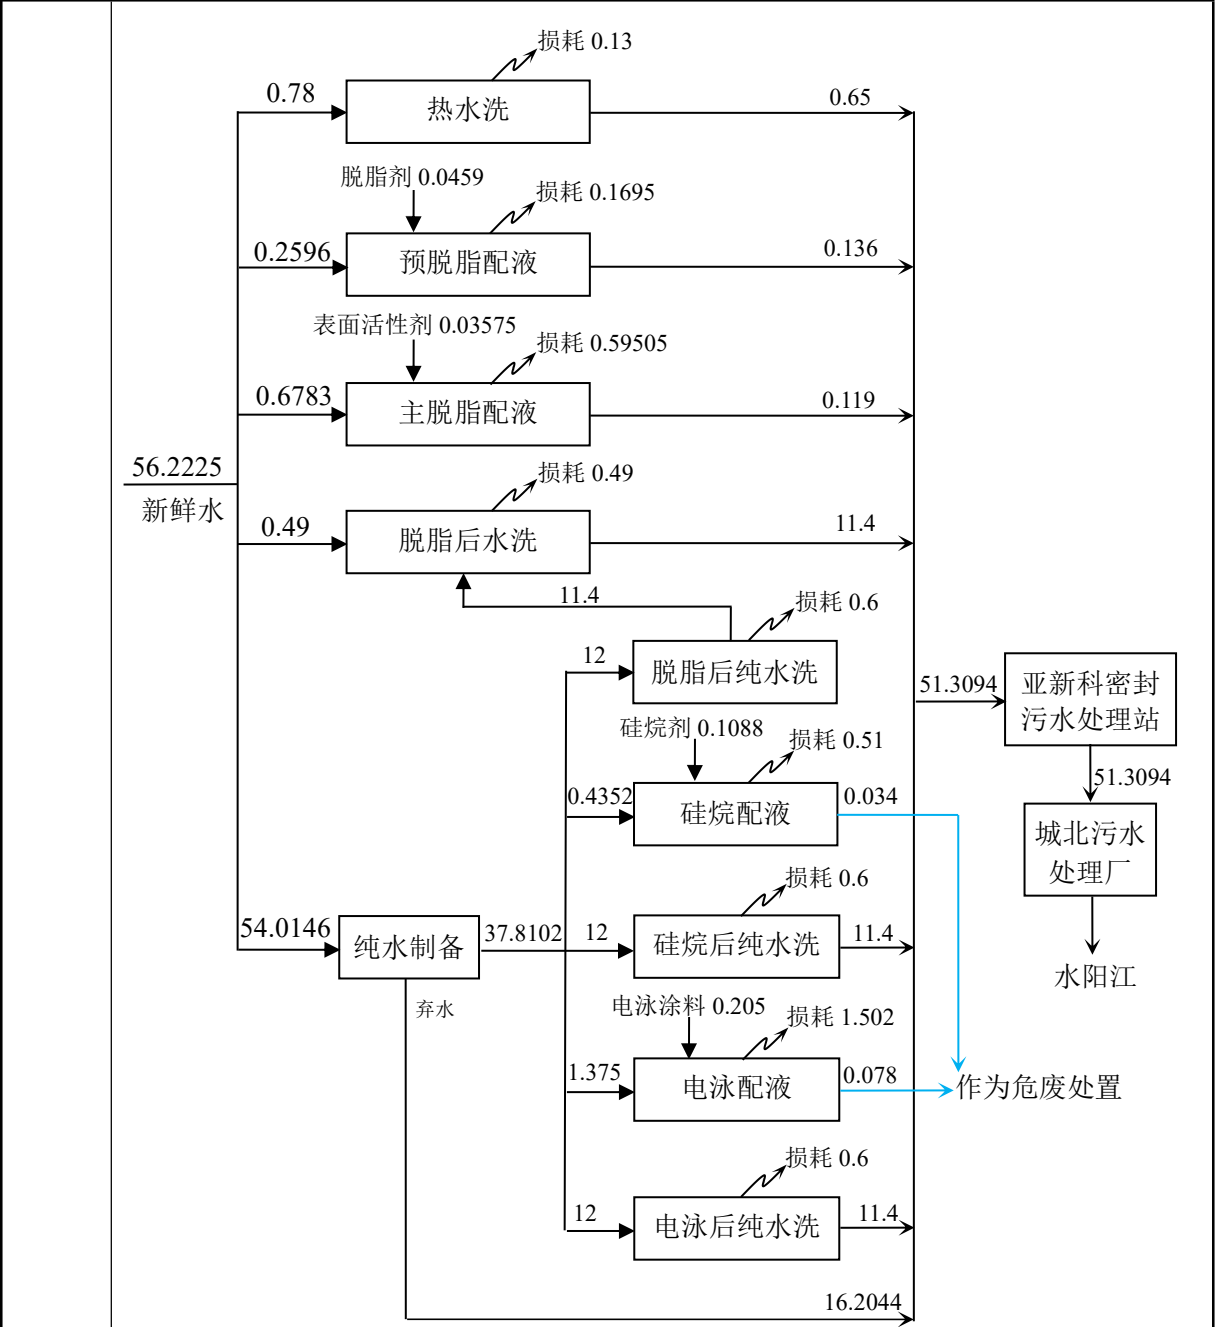 损耗 0.13
0.78
热水洗
0.65
脱脂剂 0.0459
损耗 0.1695
0.2596
预脱脂配液
0.136
表面活性剂 0.03575
损耗 0.59505
0.6783
主脱脂配液
0.119
56.2225
新鲜水
损耗 0.49
0.49
脱脂后水洗
11.4
11.4
损耗 0.6
12
脱脂后纯水洗
51.3094
亚新科密封
污水处理站
硅烷剂 0.1088
损耗 0.51
0.4352
硅烷配液
0.034
51.3094
城北污水
处理厂
损耗 0.6
54.0146
纯水制备
37.8102
12
硅烷后纯水洗
11.4
水阳江
弃水
电泳涂料 0.205
损耗 1.502
1.375
电泳配液
0.078
作为危废处置
损耗 0.6
12
电泳后纯水洗
11.4
16.2044